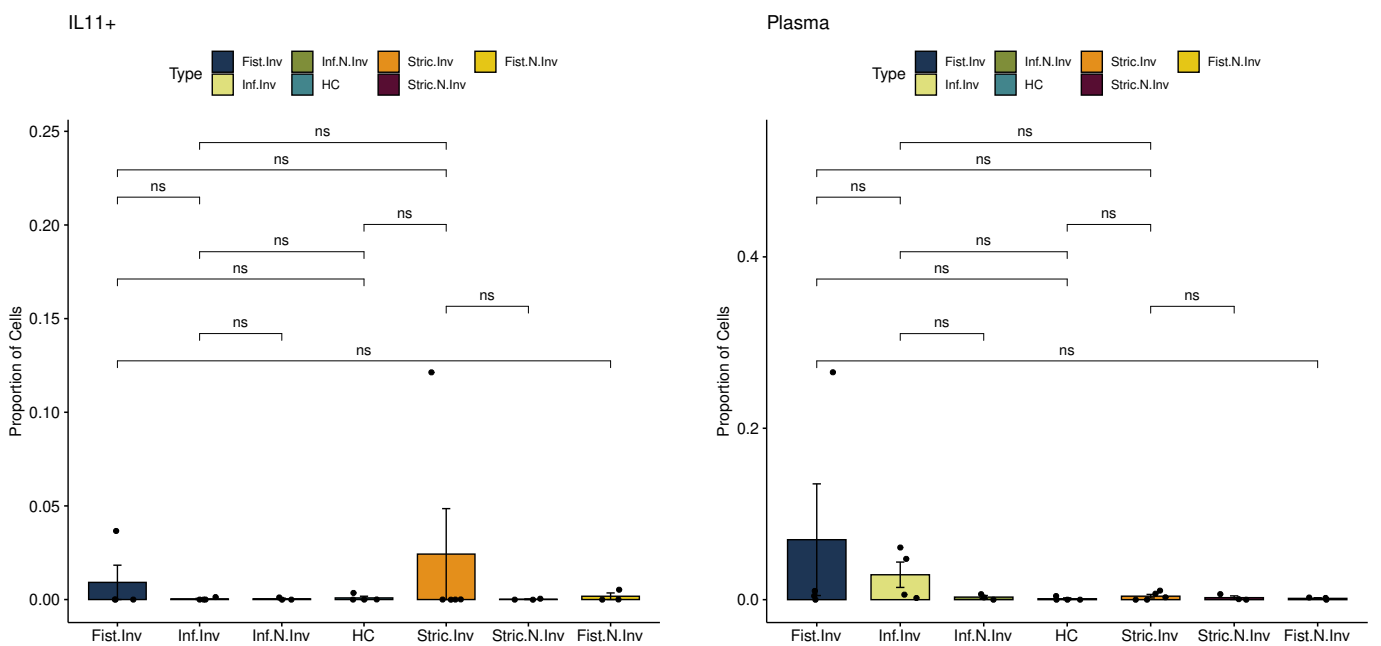 IL11+
Type
Fist.Inv
Inf.N.Inv
Stric.Inv
Fist.N.Inv
Inf.Inv
HC
Stric.N.Inv
Proportion of Cells
0.25
0.20
0.15
0.10
0.05
0.00
ns
ns
ns
ns
ns
ns
ns
ns
ns
Fist.Inv
Inf.Inv
Inf.N.Inv
HC
Stric.Inv
Stric.N.Inv
Fist.N.Inv
Plasma
Type
Fist.Inv
Inf.N.Inv
Stric.Inv
Fist.N.Inv
Inf.Inv
HC
Stric.N.Inv
Proportion of Cells
0.4
0.2
0.0
ns
ns
ns
ns
ns
ns
ns
ns
ns
Fist.Inv
Inf.Inv
Inf.N.Inv
HC
Stric.Inv
Stric.N.Inv
Fist.N.Inv